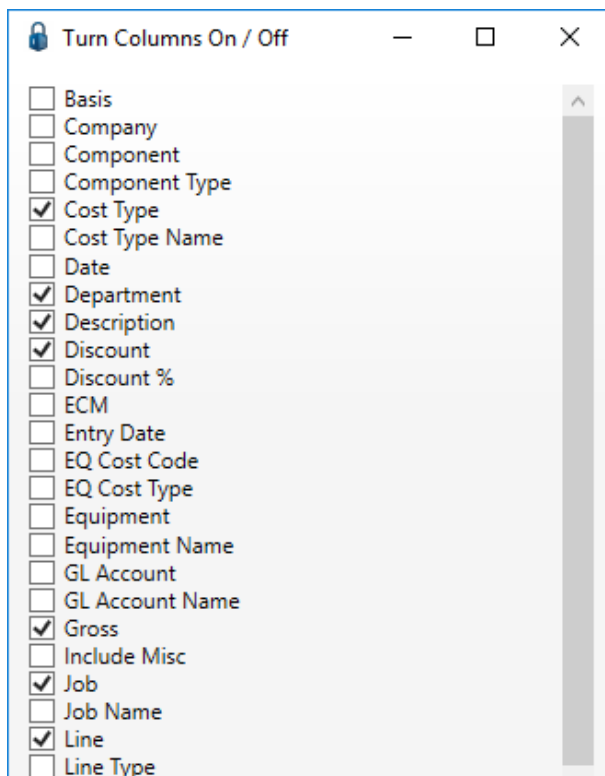 Turn Columns On / Off
Basis
Company
Component
Component Type
Cost Type
Cost Type Name
Date
Department
Description
Discount
Discount %
ECM
Entry Date
EQ Cost Code
EQ Cost Type
Equipment
Equipment Name
GL Account
GL Account Name
Gross
Include Misc
Job
Job Name
Line
Line Type